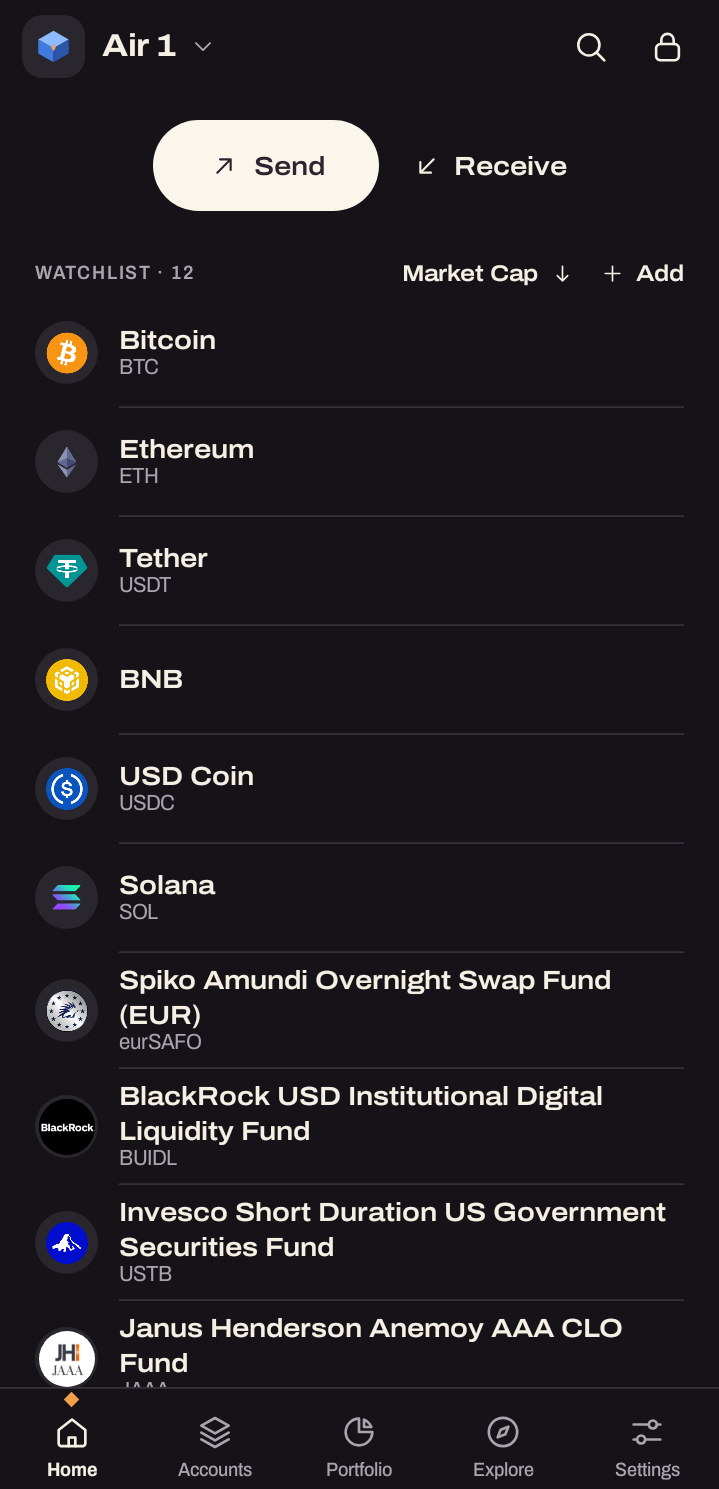 Air 1
Send
Receive
WATCHLIST · 12
Market Cap
Add
Bitcoin
BTC
Ethereum
ETH
Tether
USDT
BNB
USD Coin
USDC
Solana
SOL
Spiko Amundi Overnight Swap Fund
(EUR)
eurSAFO
BlackRock
BlackRock USD Institutional Digital
Liquidity Fund
BUIDL
Invesco Short Duration US Government
Securities Fund
USTB
JHI
JAAA
Janus Henderson Anemoy AAA CLO
Fund
JAAA
Home
Accounts
Portfolio
Explore
Settings